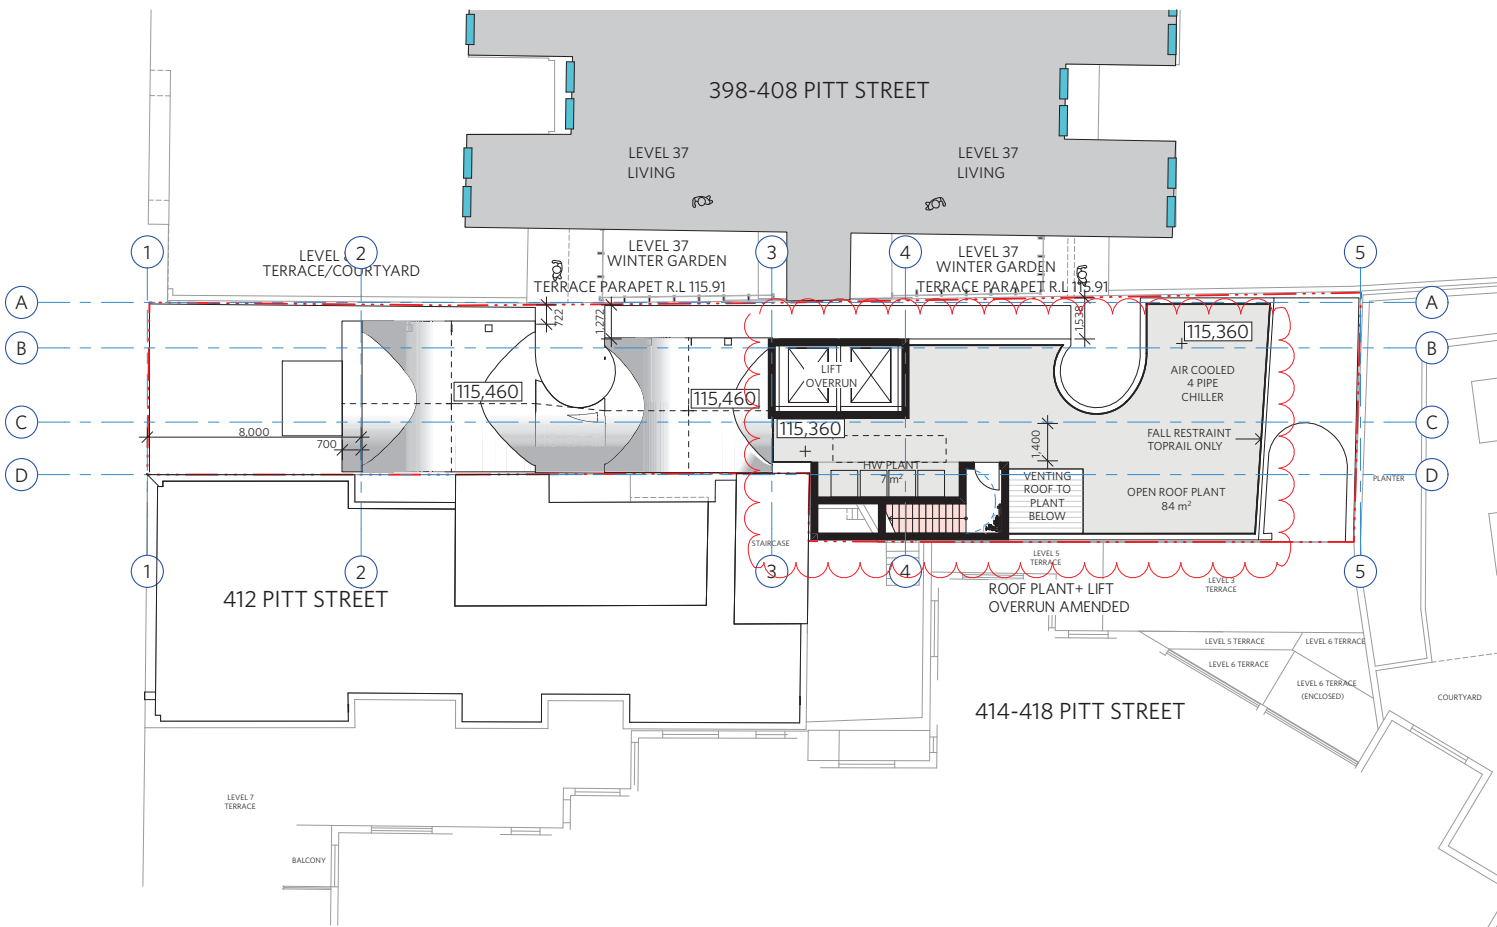 398-408 PITT STREET
LEVEL 37
LIVING
LEVEL 37
LIVING
1
2
3
4
5
LEVEL
TERRACE/COURTYARD
LEVEL 37
WINTER GARDEN
LEVEL 37
WINTER GARDEN
TERRACE PARAPET R.L 115.91
TERRACE PARAPET R.L 115.91
A
A
722
1,272
1,538
115,360
B
B
LIFT
OVERRUN
AIR COOLED
4 PIPE
CHILLER
115,460
115,460
C
C
115,360
8,000
700
1,400
FALL RESTRAINT
TOPRAIL ONLY
D
D
HW PLANT
7 m²
VENTING
ROOF TO
PLANT
BELOW
OPEN ROOF PLANT
84 m²
PLANTER
STAIRCASE
LEVEL 5
TERRACE
1
2
3
4
5
LEVEL 3
TERRACE
412 PITT STREET
ROOF PLANT+ LIFT
OVERRUN AMENDED
LEVEL 5 TERRACE
LEVEL 6 TERRACE
LEVEL 6 TERRACE
LEVEL 6 TERRACE
(ENCLOSED)
COURTYARD
414-418 PITT STREET
LEVEL 7
TERRACE
BALCONY